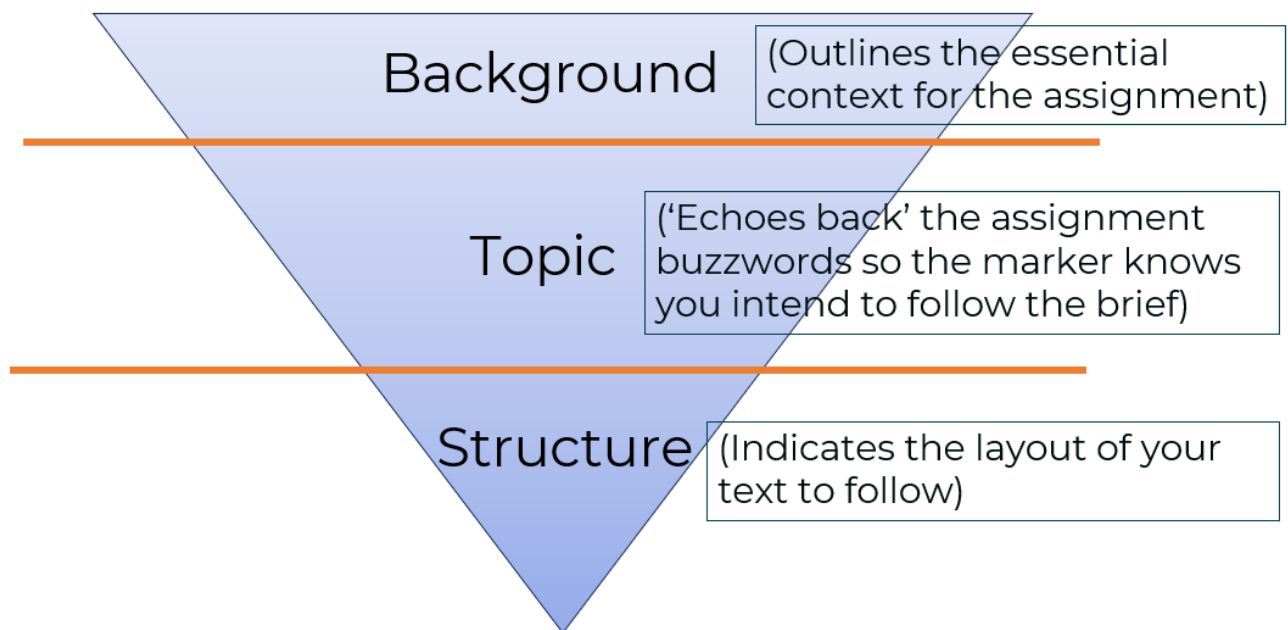 Background
(Outlines the essential
context for the assignment)
Topic
(‘Echoes back’ the assignment
buzzwords so the marker knows
you intend to follow the brief)
Structure
(Indicates the layout of your
text to follow)